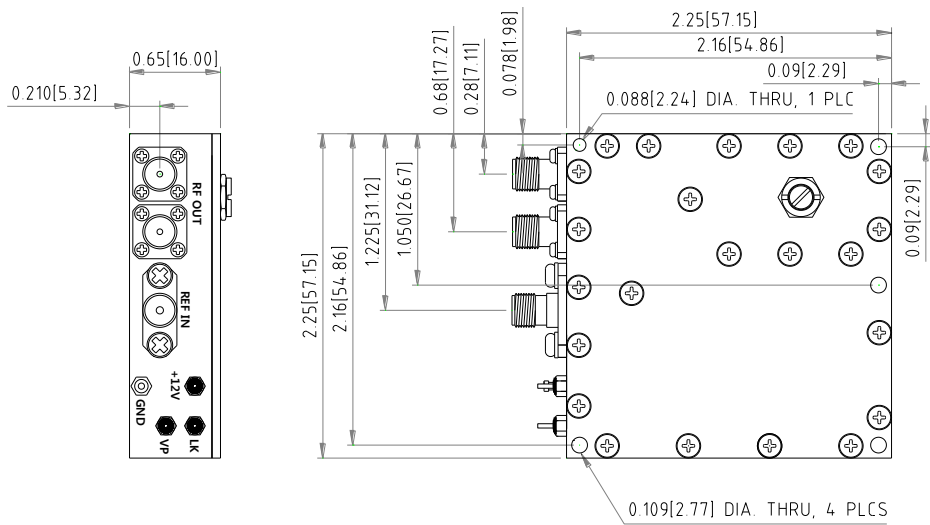 2.25[57.15]
2.16[54.86]
0.09[2.29]
0.088[2.24] DIA. THRU, 1 PLC
0.65[16.00]
0.210[5.32]
0.68[17.27]
0.28[7.11]
0.078[1.98]
RF OUT
REF IN
+12V
GND
VP
LK
2.25[57.15]
2.16[54.86]
1.225[31.12]
1.050[26.67]
0.09[2.29]
0.109[2.77] DIA. THRU, 4 PLCS